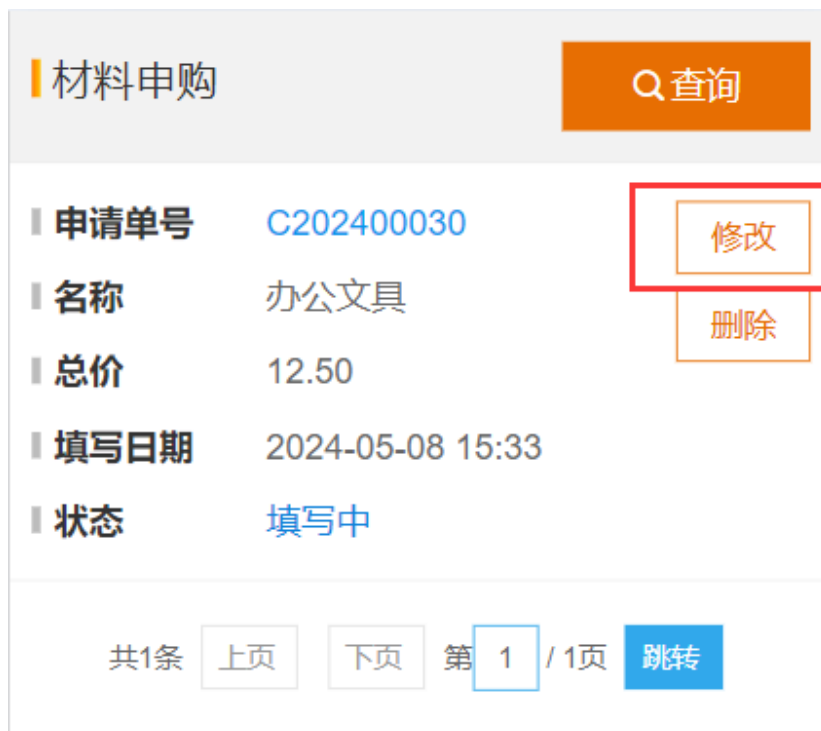 材料申购 查询
申请单号 C202400030 修改
名称 办公文具
删除
总价 12.50
填写日期 2024-05-08 15:33
状态 填写中
共1条 上页 下页 第 1 / 1页 跳转